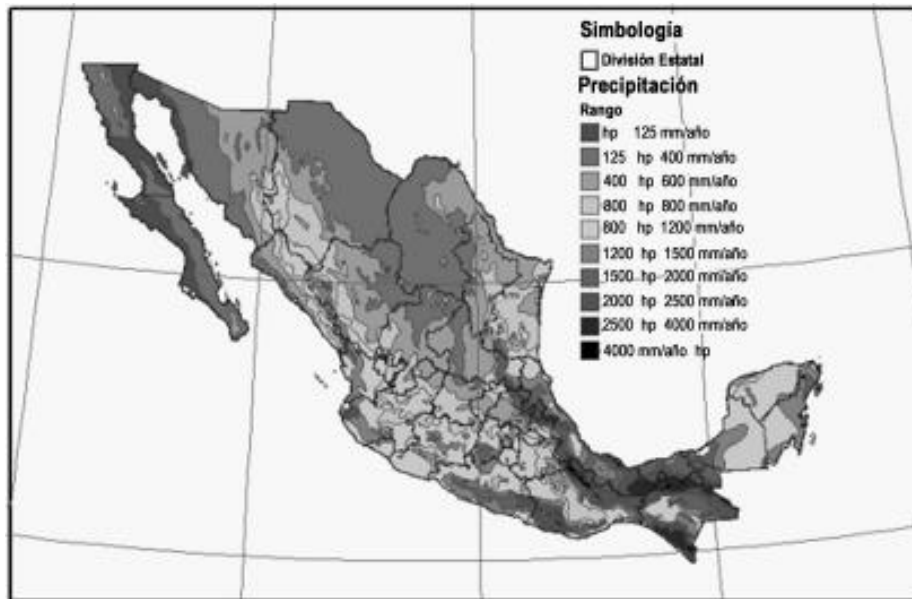 Simbología
División Estatal
Precipitación
Rango
hp 125 mm/año
125 hp 400 mm/año
400 hp 600 mm/año
800 hp 800 mm/año
800 hp 1200 mm/año
1200 hp 1500 mm/año
1500 hp 2000 mm/año
2000 hp 2500 mm/año
2500 hp 4000 mm/año
4000 mm/año hp